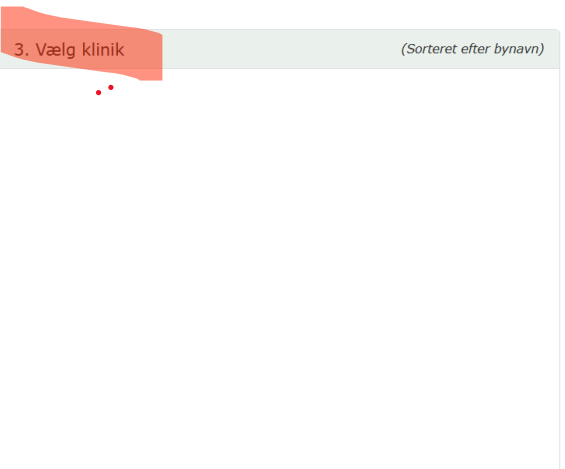 3. Vælg klinik
(Sorteret efter bynavn)